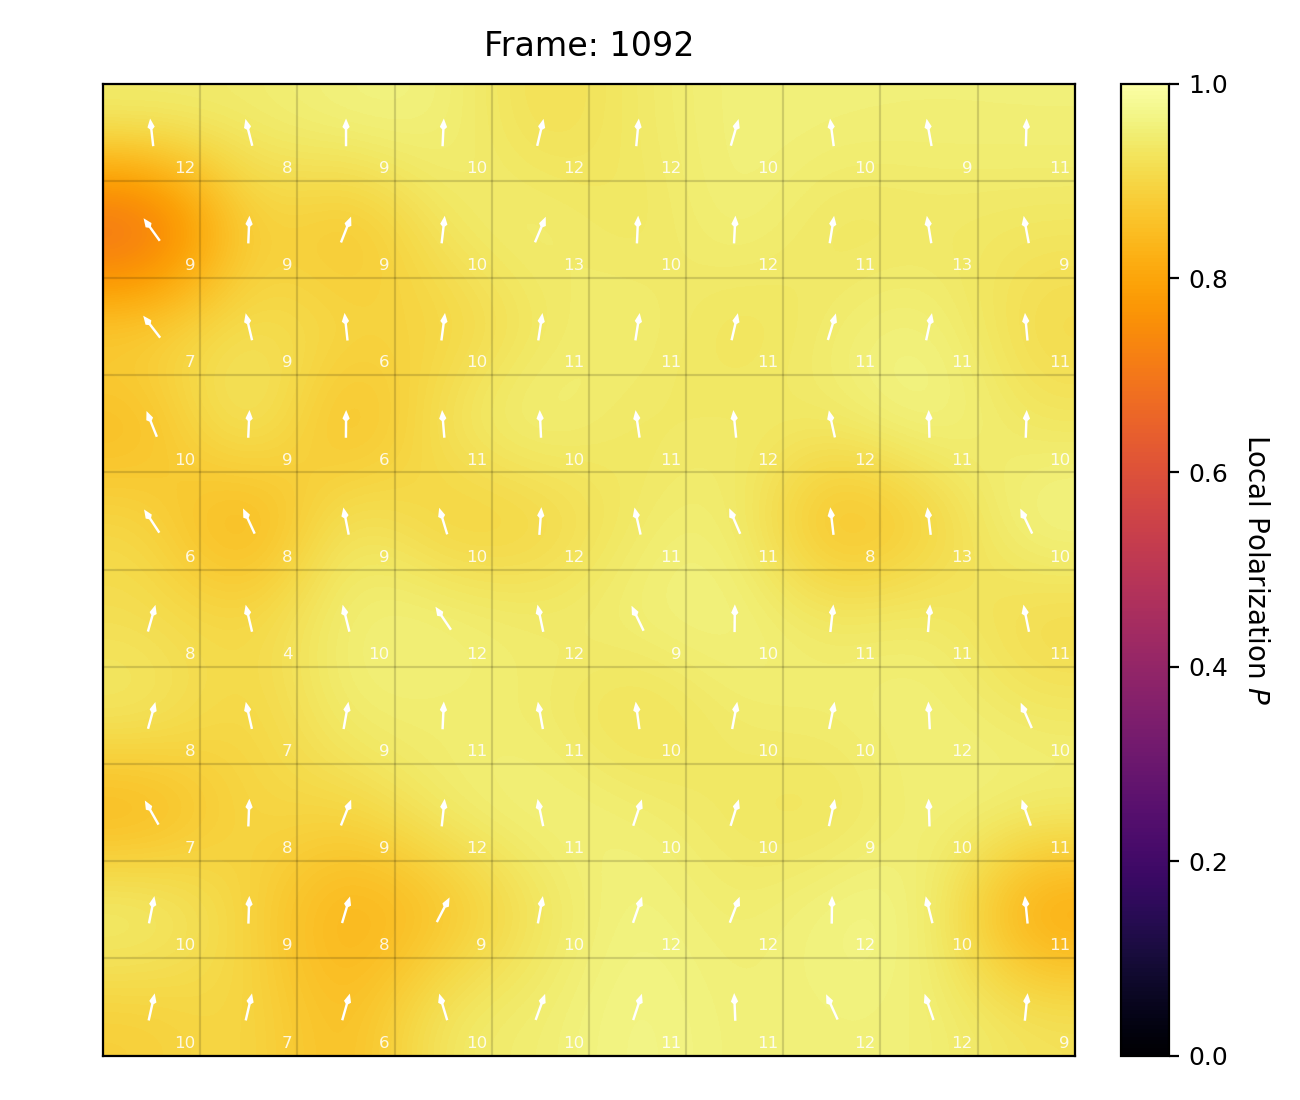 Frame: 1092
12 8 9 10 12 12 10 10 9 11
9 9 9 10 13 10 12 11 13 9
7 9 6 10 11 11 11 11 11 11
10 9 6 11 10 11 12 12 11 10
6 8 9 10 12 11 11 8 13 10
8 4 10 12 12 9 10 11 11 11
8 7 9 11 11 10 10 10 12 10
7 8 9 12 11 10 10 9 10 11
10 9 8 9 10 12 12 12 10 11
10 7 6 10 10 11 11 12 12 9
1.0
0.8
0.6
0.4
0.2
0.0
Local Polarization P